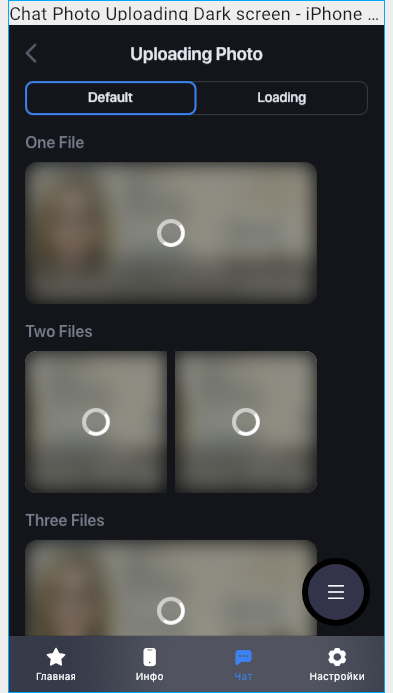 Chat Photo Uploading Dark screen - iPhone ...
Uploading Photo
Default Loading
One File
Two Files
Three Files
Главная Инфо Чат Настройки